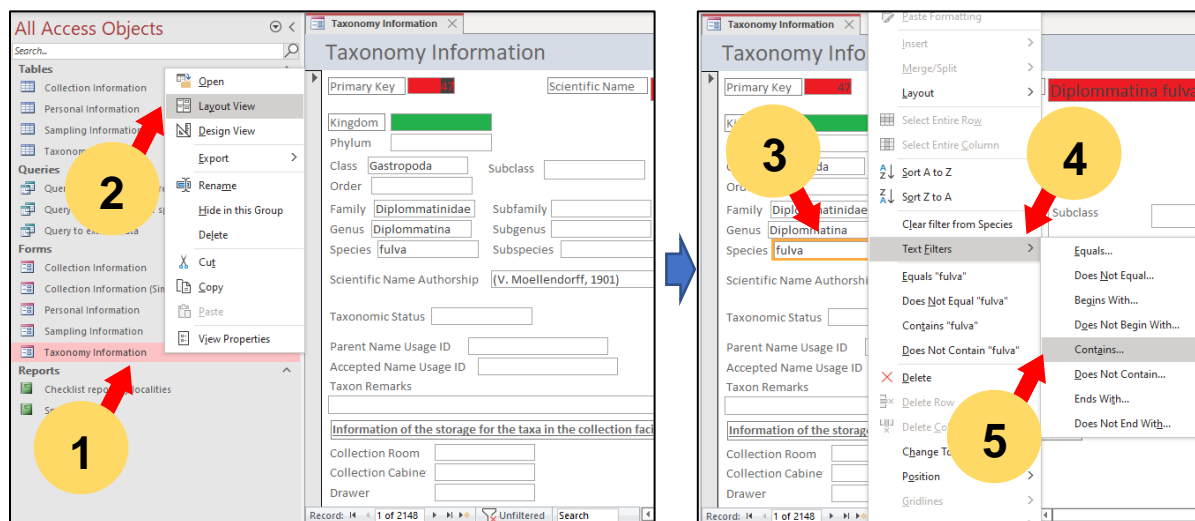 All Access Objects
Search...
Tables
Collection Information
Personal Information
Sampling Information
Taxonom
Queries
Que
Query
Query to e
Forms
Collection Information
Collection Information (Sim
Personal Information
Sampling Information
Taxonomy Information
Reports
Checklist repo
localities
1
2
Open
Layout View
Design View
Export
Rename
Hide in this Group
Delete
Cut
Copy
Paste
View Properties
Taxonomy Information
Taxonomy Information
Primary Key 47 Scientific Name
Kingdom
Phylum
Class Gastropoda Subclass
Order
Family Diplommatinidae Subfamily
Genus Diplommatina Subgenus
Species fulva Subspecies
Scientific Name Authorship (V. Moellendorff, 1901)
Taxonomic Status
Parent Name Usage ID
Accepted Name Usage ID
Taxon Remarks
Information of the storage for the taxa in the collection faci
Collection Room
Collection Cabine
Drawer
Record: 1 of 2148 Unfiltered Search
Taxonomy Information
Taxonomy Info
Primary Key 47 Diplommatina fulva
3
Family Diplommatinidae
Genus Diplommatina
Species fulva
Subclass
Scientific Name Authorshi
Taxonomic Status
Parent Name Usage ID
Accepted Name Usage ID
Taxon Remarks
Information of the storag
Collection Room
Collection Cabine
Drawer
Record: 1 of 2148
Paste Formatting
Insert
Merge/Split
Layout
Select Entire Row
Select Entire Column
Sort A to Z
Sort Z to A
Clear filter from Species
Text Filters
Equals "fulva"
Does Not Equal "fulva"
Contains "fulva"
Does Not Contain "fulva"
Delete
Delete Row
Delete Co
Change To
Position
Gridlines
4
5
Equals...
Does Not Equal...
Begins With...
Does Not Begin With...
Contains...
Does Not Contain...
Ends With...
Does Not End With...